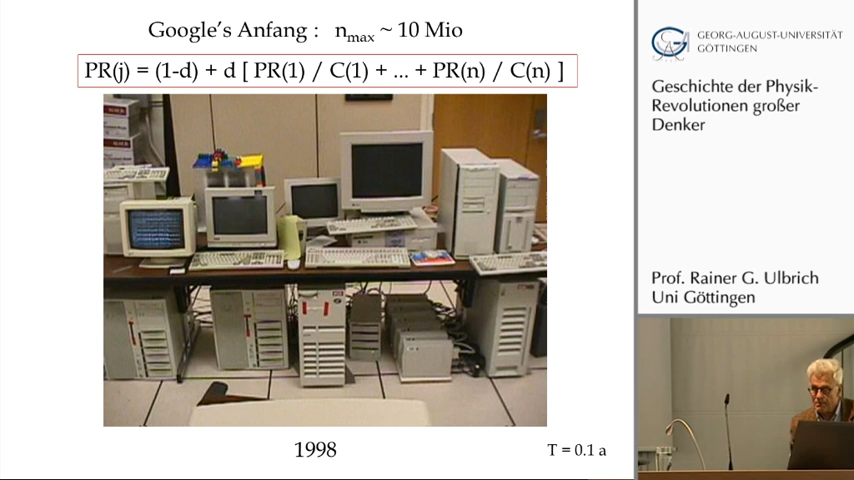 Google's Anfang : nmax ~ 10 Mio
PR(j) = (1-d) + d [ PR(1) / C(1) + ... + PR(n) / C(n) ]
1998
T = 0.1 a
GEORG-AUGUST-UNIVERSITÄT
GÖTTINGEN
Geschichte der Physik-
Revolutionen großer
Denker
Prof. Rainer G. Ulbrich
Uni Göttingen